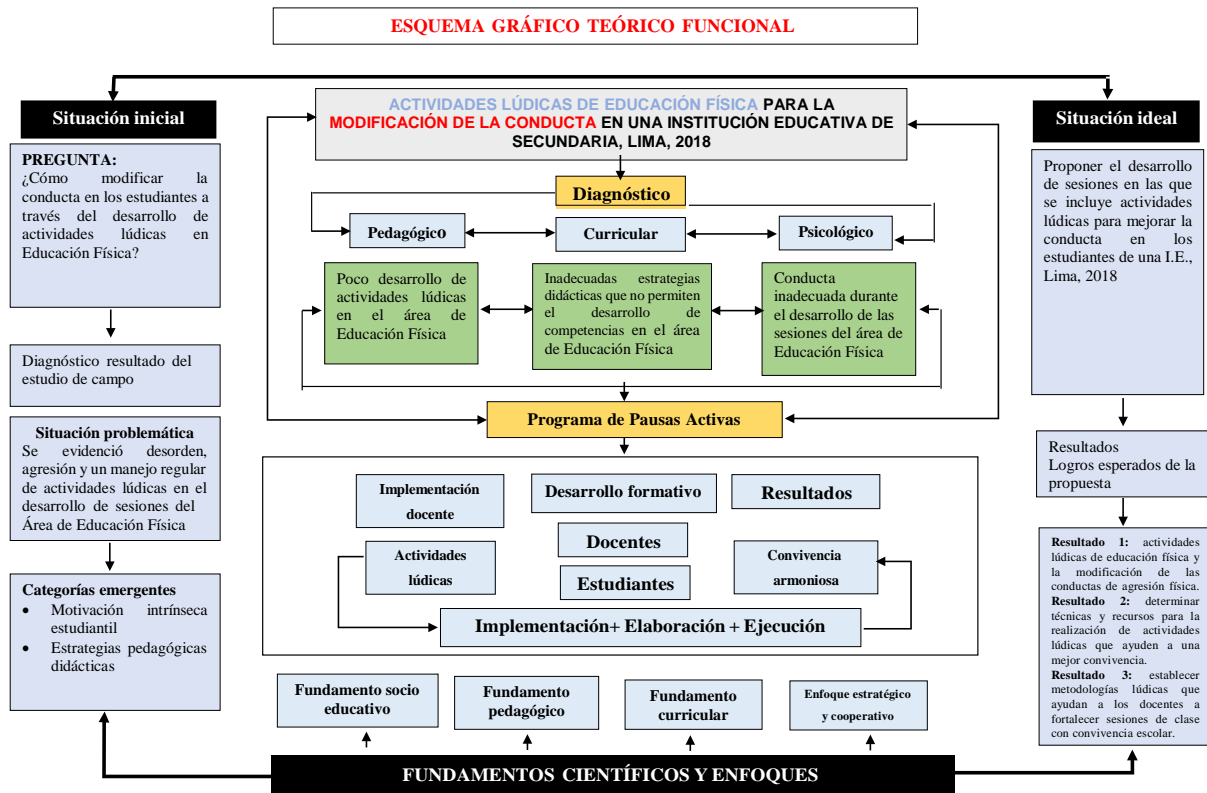 ESQUEMA GRÁFICO TEÓRICO FUNCIONAL
Situación inicial
PREGUNTA:
¿Cómo modificar la
conducta en los estudiantes a
través del desarrollo de
actividades lúdicas en
Educación Física?
Diagnóstico resultado del
estudio de campo
Situación problemática
Se evidenció desorden,
agresión y un manejo regular
de actividades lúdicas en el
desarrollo de sesiones del
Área de Educación Física
Categorías emergentes
• Motivación intrínseca
estudiantil
• Estrategias pedagógicas
didácticas
ACTIVIDADES LÚDICAS DE EDUCACIÓN FÍSICA PARA LA
MODIFICACIÓN DE LA CONDUCTA EN UNA INSTITUCIÓN EDUCATIVA DE
SECUNDARIA, LIMA, 2018
Diagnóstico
Pedagógico
Curricular
Psicológico
Poco desarrollo de
actividades lúdicas
en el área de
Educación Física
Inadecuadas estrategias
didácticas que no permiten
el desarrollo de
competencias en el área
de Educación Física
Conducta
inadecuada durante
el desarrollo de las
sesiones del área de
Educación Física
Programa de Pausas Activas
Implementación
docente
Desarrollo formativo
Resultados
Actividades
lúdicas
Docentes
Estudiantes
Convivencia
armoniosa
Implementación+ Elaboración + Ejecución
Fundamento socio
educativo
Fundamento
pedagógico
Fundamento
curricular
Enfoque estratégico
y cooperativo
FUNDAMENTOS CIENTÍFICOS Y ENFOQUES
Situación ideal
Proponer el desarrollo
de sesiones en las que
se incluye actividades
lúdicas para mejorar la
conducta en los
estudiantes de una I.E.,
Lima, 2018
Resultados
Logros esperados de la
propuesta
Resultado 1: actividades
lúdicas de educación física y
la modificación de las
conductas de agresión física.
Resultado 2: determinar
técnicas y recursos para la
realización de actividades
lúdicas que ayuden a una
mejor convivencia.
Resultado 3: establecer
metodologías lúdicas que
ayudan a los docentes a
fortalecer sesiones de clase
con convivencia escolar.